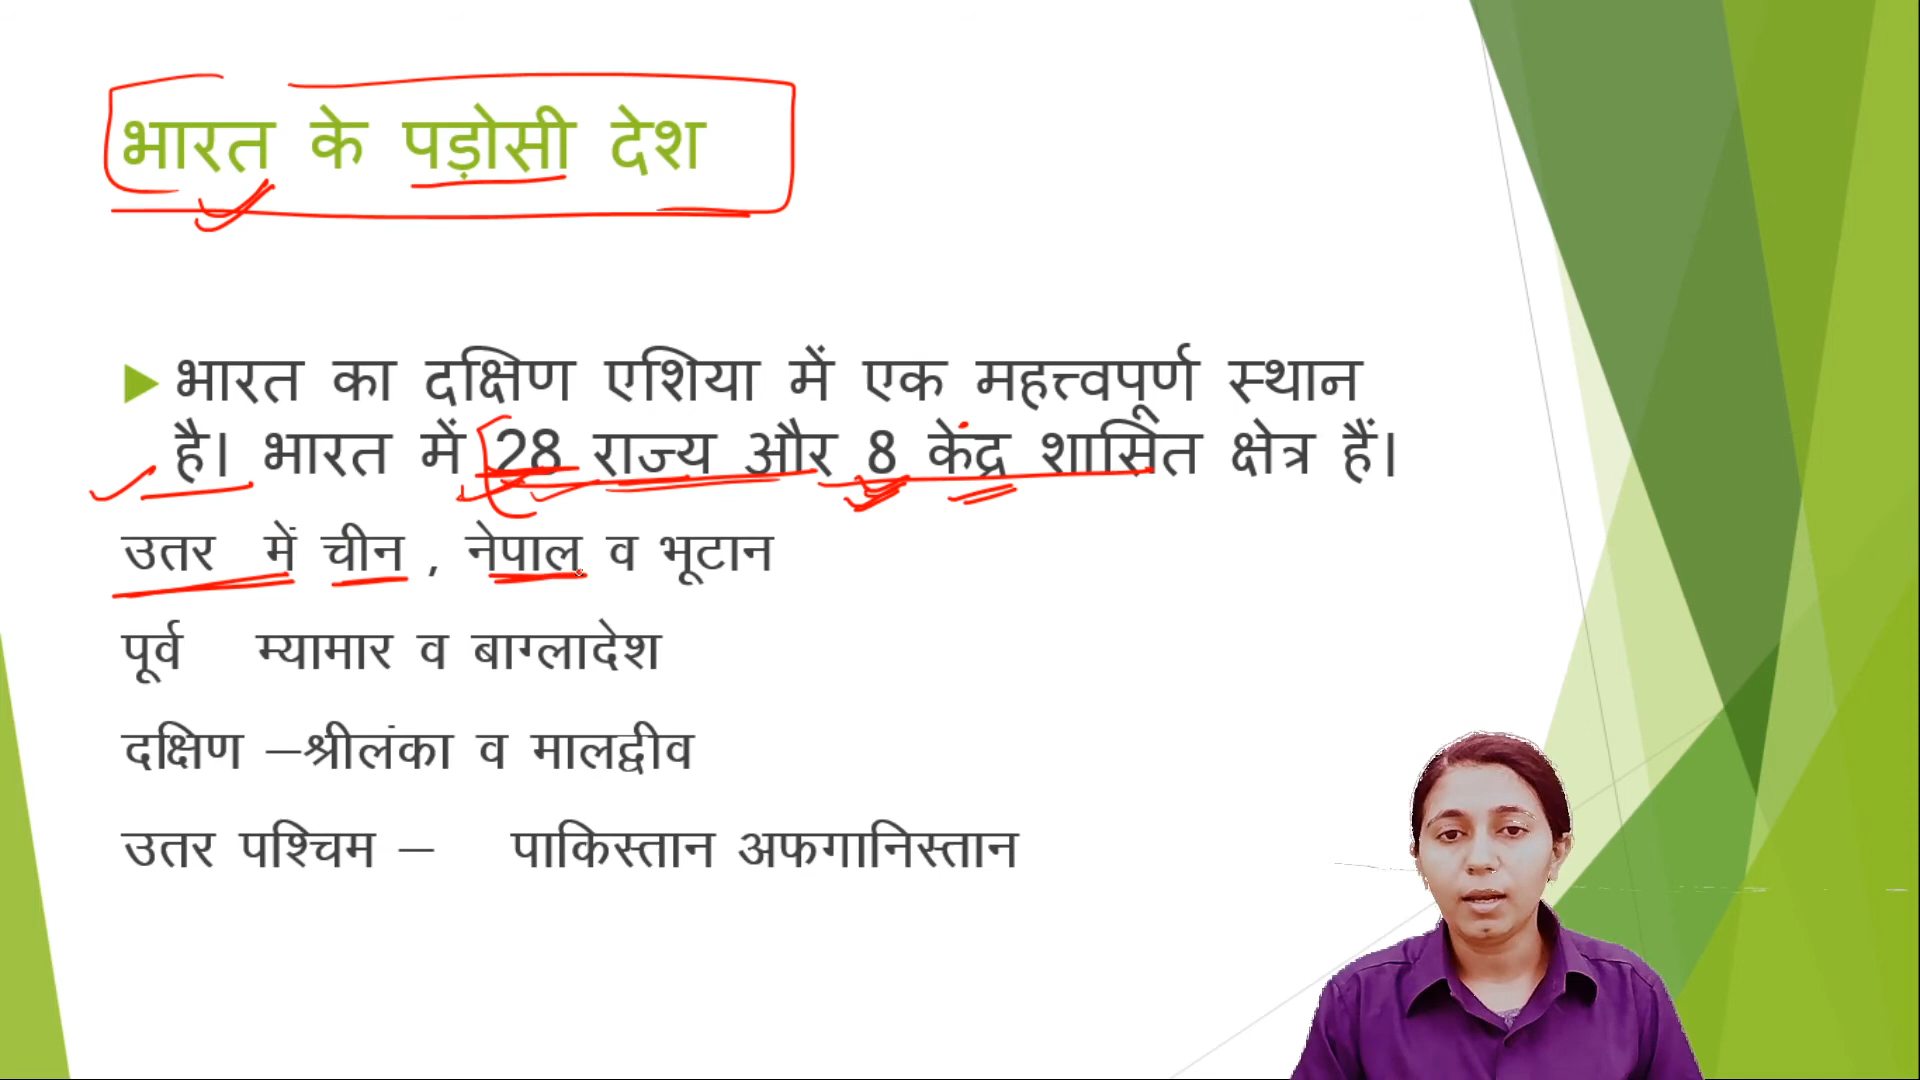 भारत के पड़ोसी देश
भारत का दक्षिण एशिया में एक महत्त्वपूर्ण स्थान
है। भारत में 28 राज्य और 8 केंद्र शासित क्षेत्र हैं।
उतर में चीन , नेपाल व भूटान
पूर्व म्यामार व बाग्लादेश
दक्षिण –श्रीलंका व मालद्वीव
उतर पश्चिम – पाकिस्तान अफगानिस्तान